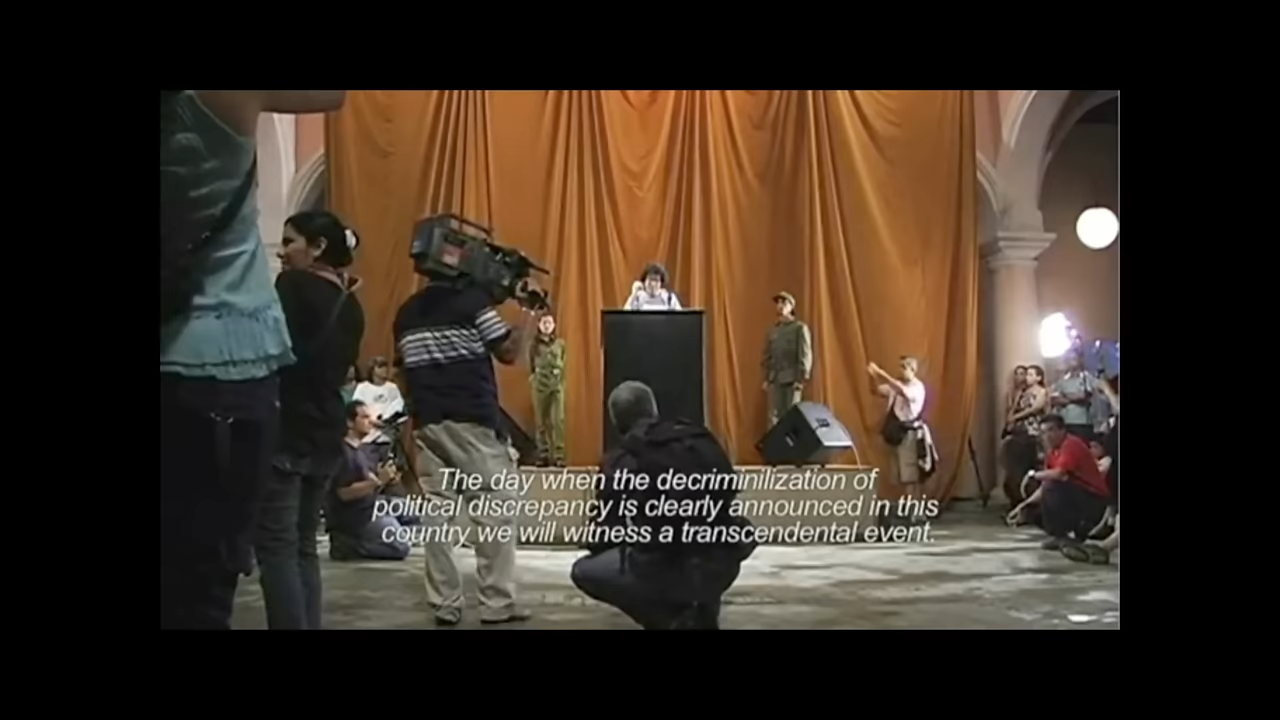 The day when the decriminilization of
political discrepancy is clearly announced in this
country we will witness a transcendental event.